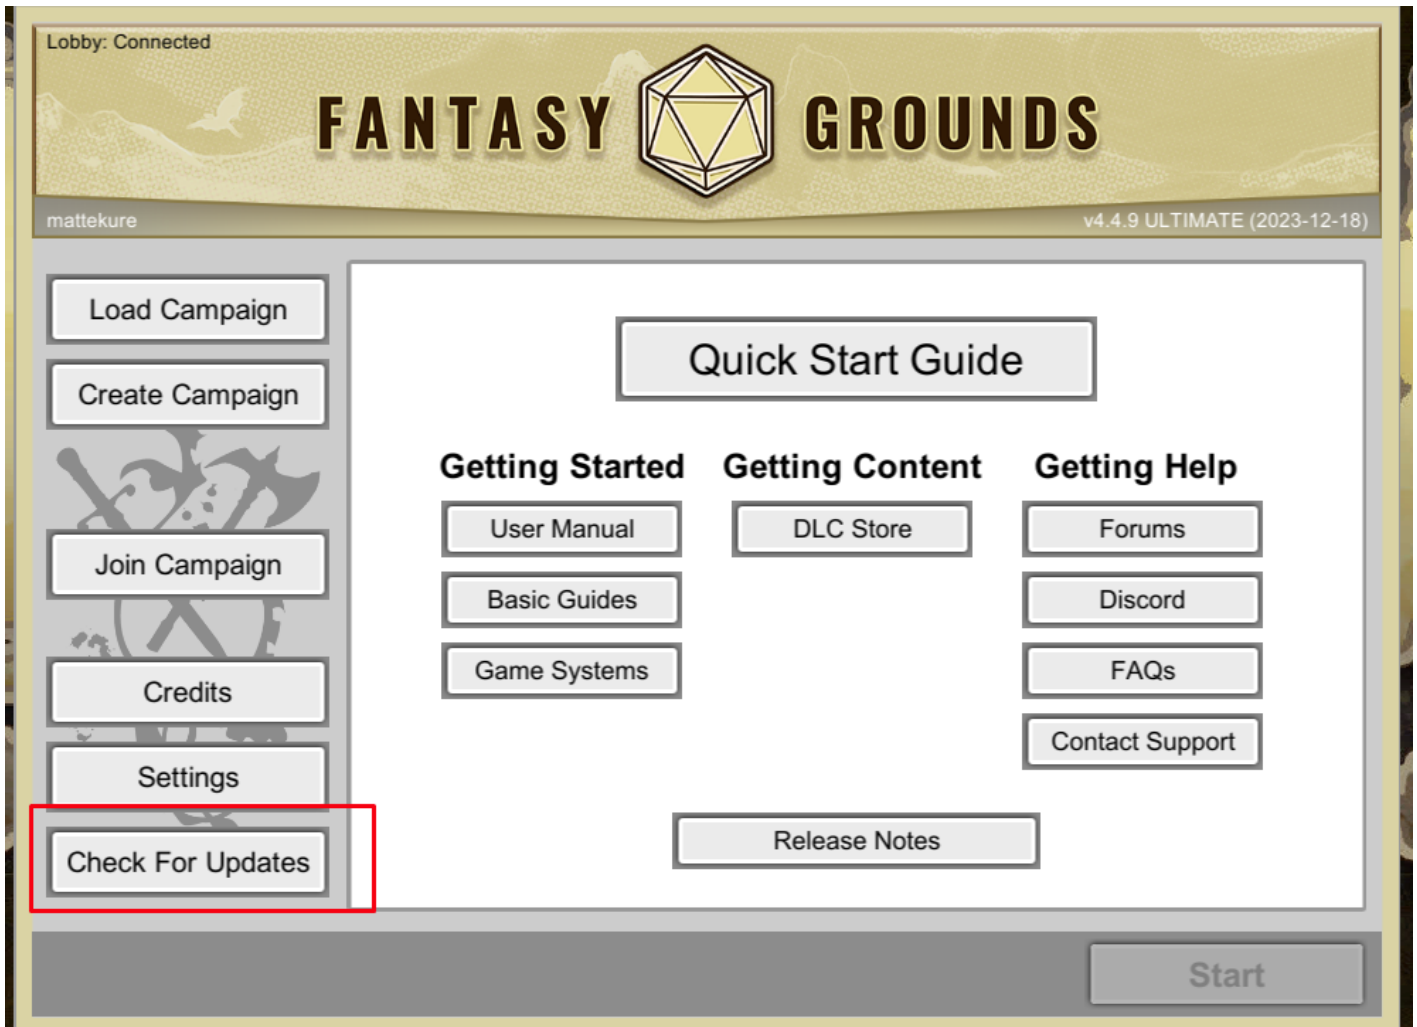 Lobby: Connected
FANTASY GROUNDS
mattekure
v4.4.9 ULTIMATE (2023-12-18)
Load Campaign
Create Campaign
Join Campaign
Credits
Settings
Check For Updates
Quick Start Guide
Getting Started
User Manual
Basic Guides
Game Systems
Getting Content
DLC Store
Getting Help
Forums
Discord
FAQs
Contact Support
Release Notes
Start